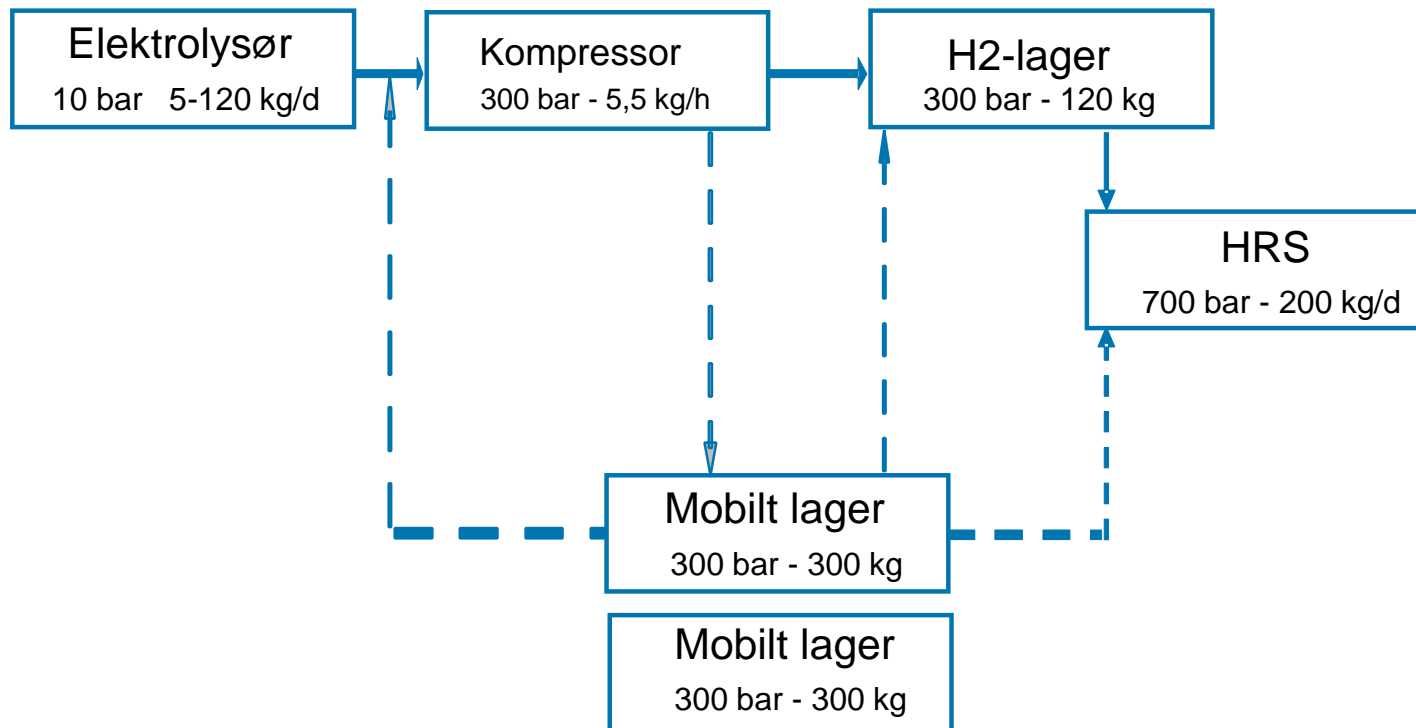 Elektrolysør
10 bar 5-120 kg/d
Kompressor
300 bar - 5,5 kg/h
H2-lager
300 bar - 120 kg
HRS
700 bar - 200 kg/d
Mobilt lager
300 bar - 300 kg
Mobilt lager
300 bar - 300 kg